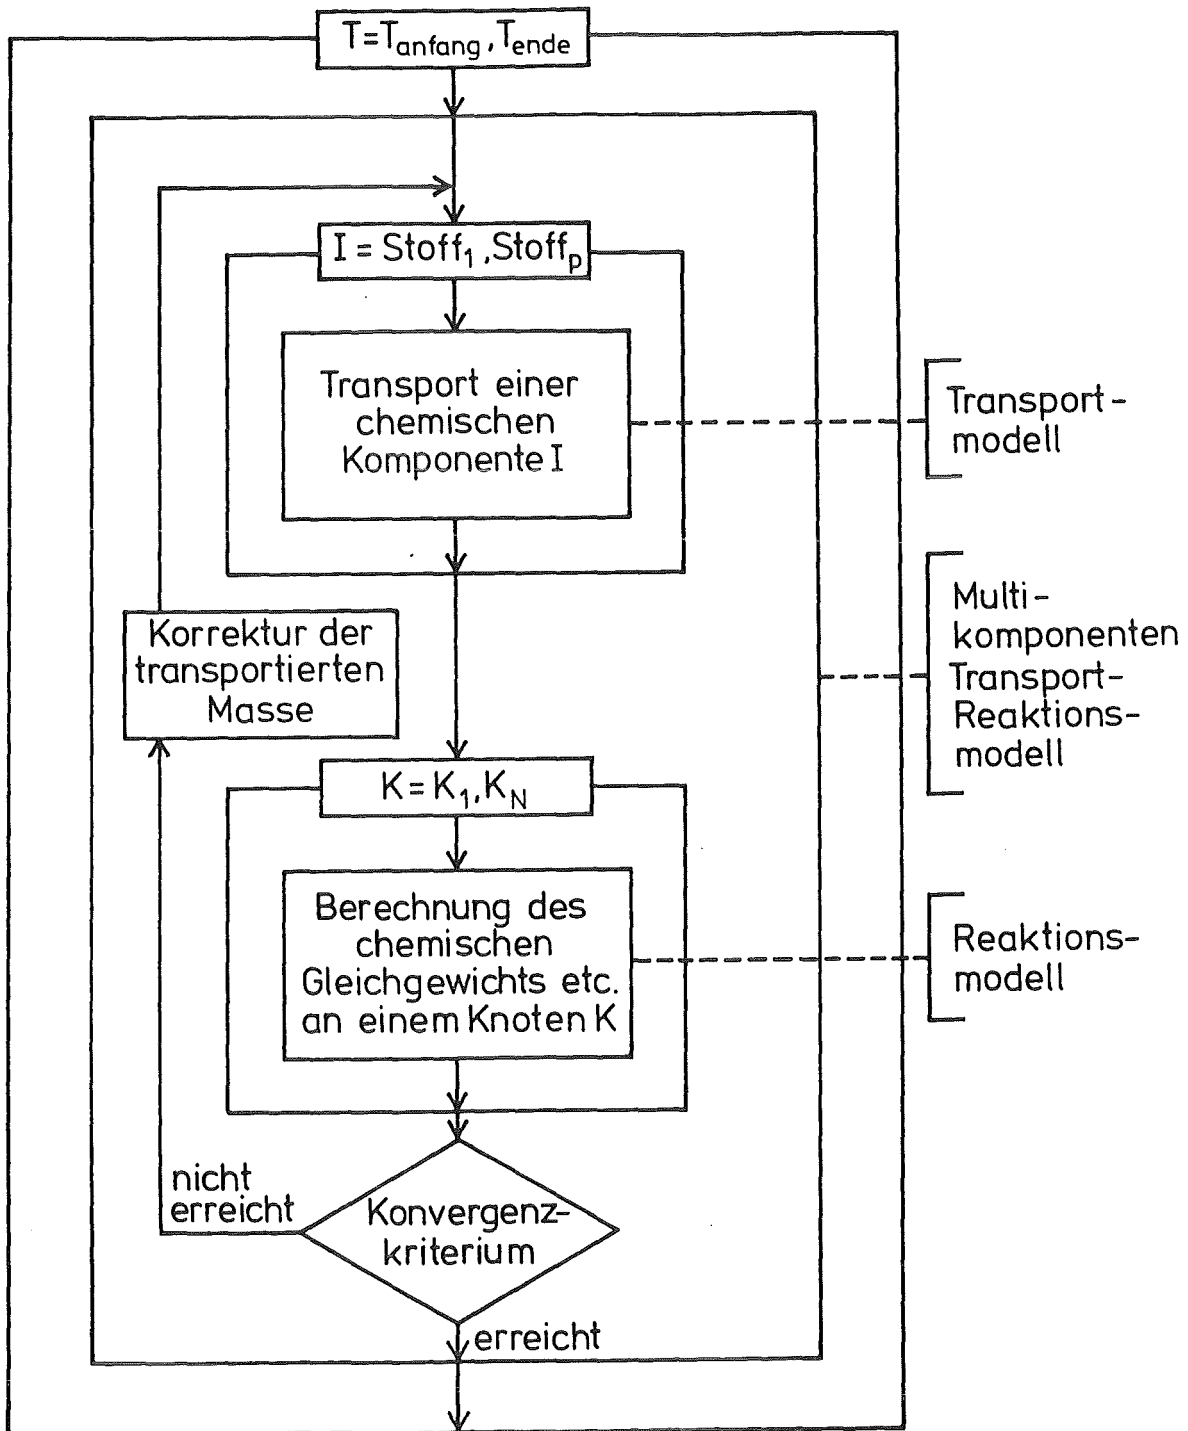 T=T_anfang, T_ende
I = Stoff_1, Stoff_p
Transport einer
chemischen
Komponente I
Transport-
modell
Multi-
komponenten
Transport-
Reaktions-
modell
Korrektur der
transportierten
Masse
K=K_1, K_N
Berechnung des
chemischen
Gleichgewichts etc.
an einem Knoten K
Reaktions-
modell
nicht
erreicht
Konvergenz-
kriterium
erreicht